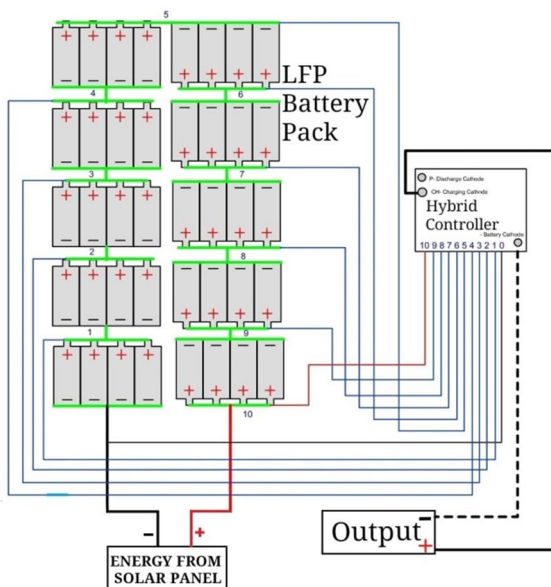 5
+ + + +
− − − −
− − − −
+ + + +
LFP
Battery
Pack
4
6
+ + + +
− − − −
− − − −
+ + + +
3
7
+ + + +
− − − −
− − − −
+ + + +
2
8
+ + + +
− − − −
− − − −
+ + + +
1
9
+ + + +
− − − −
− − − −
+ + + +
10
P- Discharge Cathode
CH- Charging Cathode
Hybrid
Controller
- Battery Cathode
10 9 8 7 6 5 4 3 2 1 0
− +
ENERGY FROM
SOLAR PANEL
Output
−
+